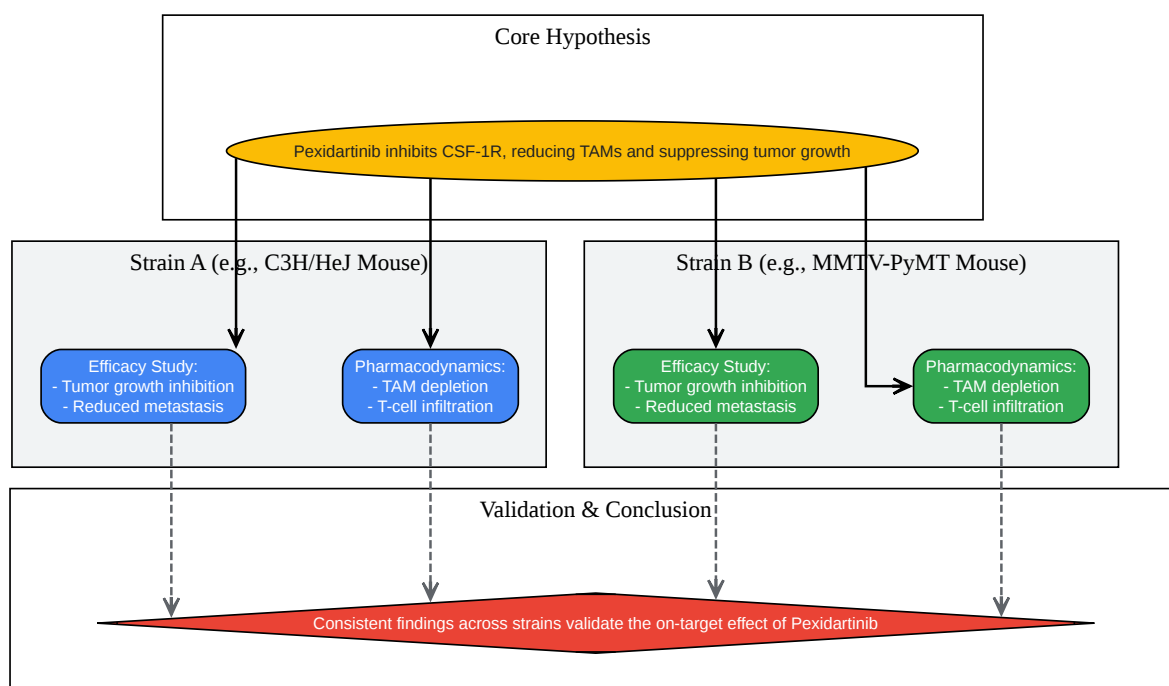 Core Hypothesis
Pexidartinib inhibits CSF-1R, reducing TAMs and suppressing tumor growth
Strain A (e.g., C3H/HeJ Mouse)
Efficacy Study:
- Tumor growth inhibition
- Reduced metastasis
Pharmacodynamics:
- TAM depletion
- T-cell infiltration
Strain B (e.g., MMTV-PyMT Mouse)
Efficacy Study:
- Tumor growth inhibition
- Reduced metastasis
Pharmacodynamics:
- TAM depletion
- T-cell infiltration
Validation & Conclusion
Consistent findings across strains validate the on-target effect of Pexidartinib